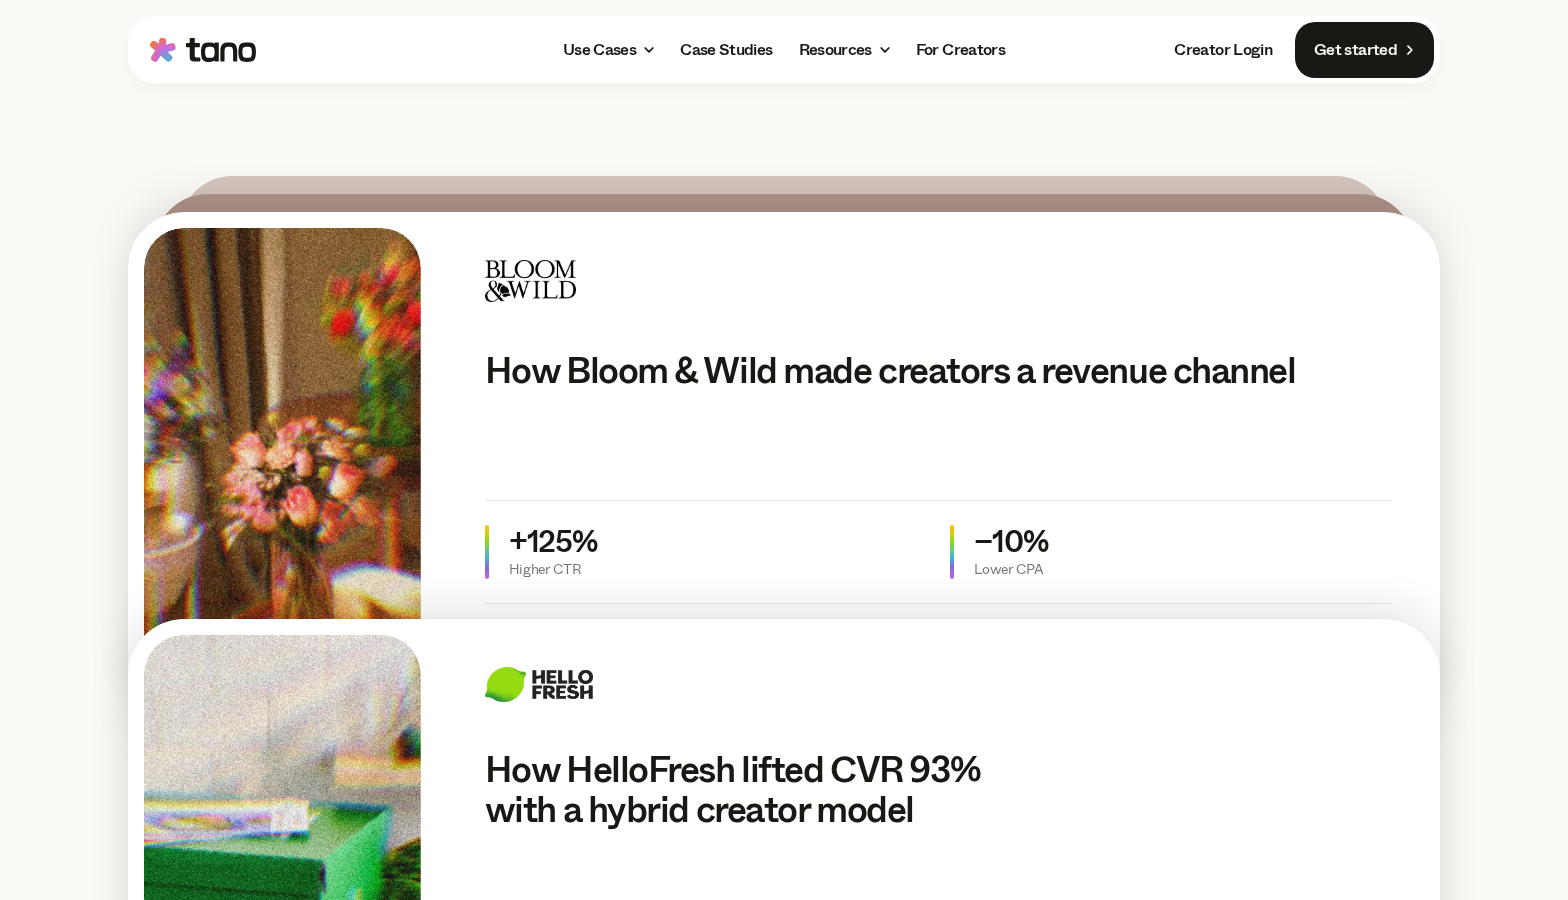 tano
Use Cases
Case Studies
Resources
For Creators
Creator Login
Get started
BLOOM
&WILD
How Bloom & Wild made creators a revenue channel
+125%
Higher CTR
–10%
Lower CPA
HELLO
FRESH
How HelloFresh lifted CVR 93%
with a hybrid creator model